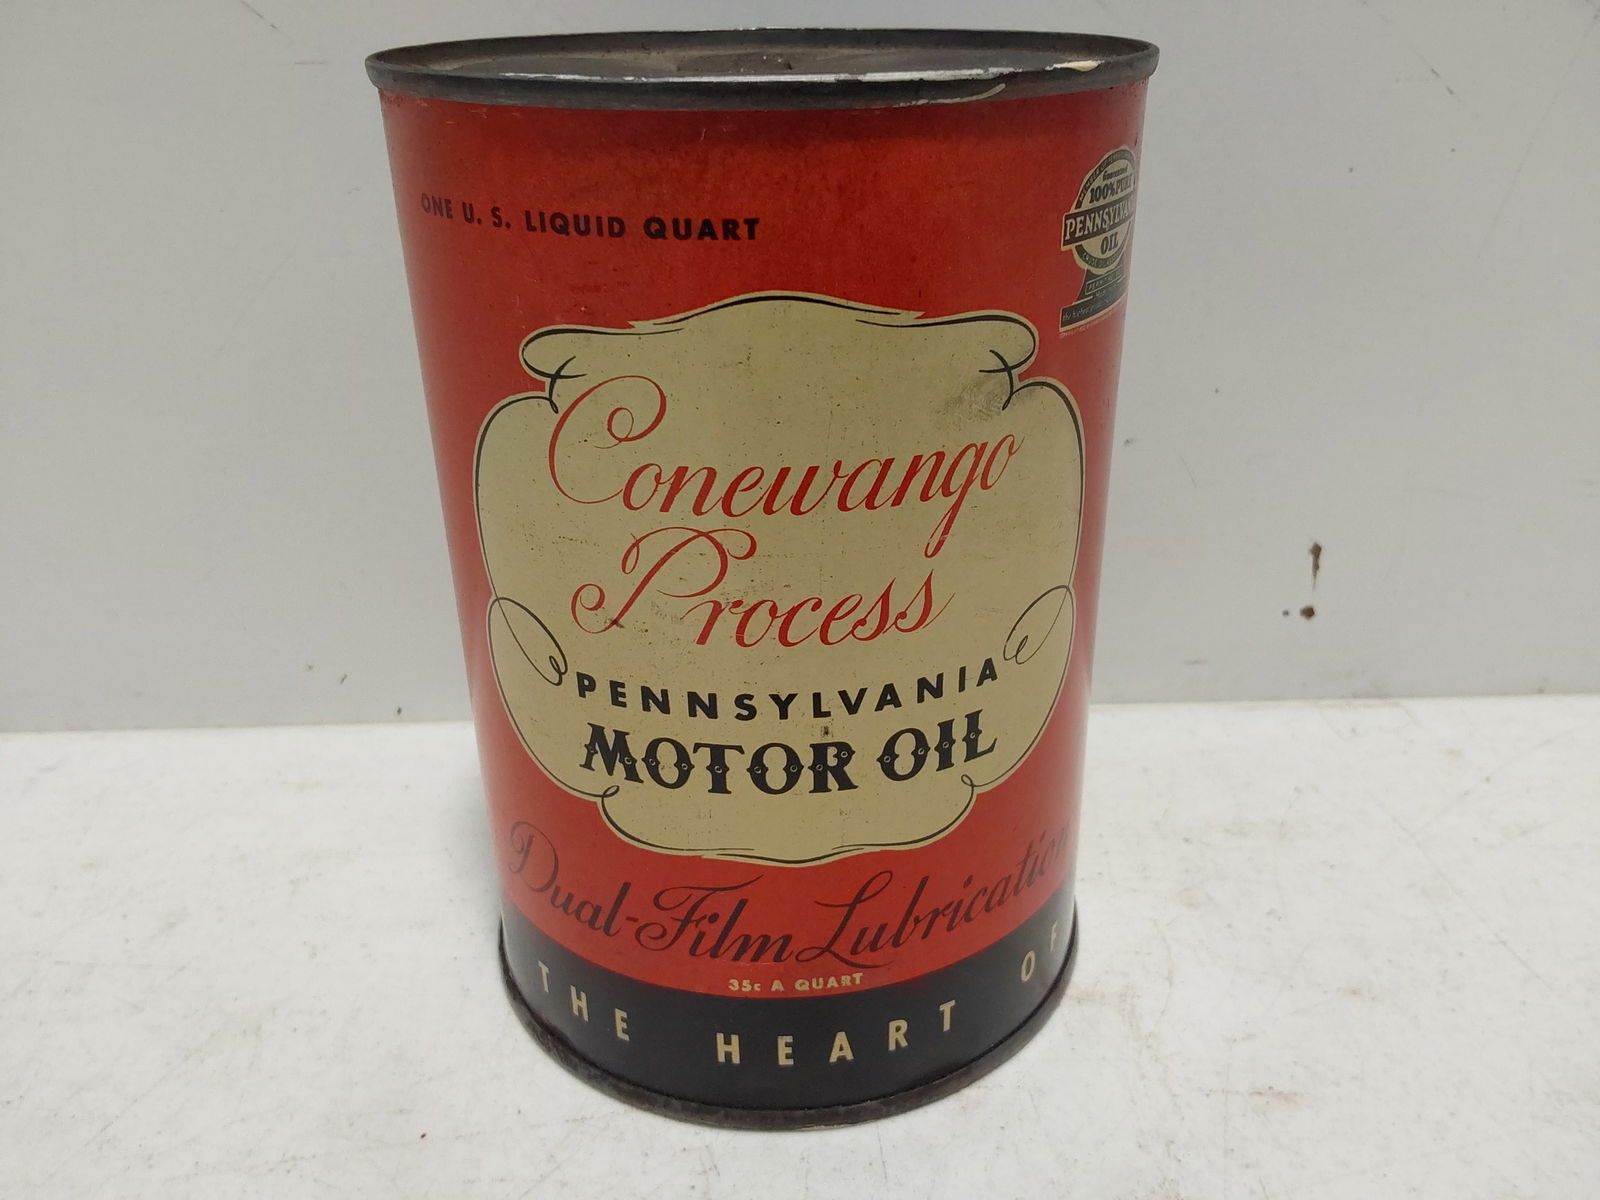 ONE U. S. LIQUID QUART
Guaranteed
100% PURE
PENNSYLVANIA
OIL
Conewango
Process
PENNSYLVANIA
MOTOR OIL
Dual-Film Lubrication
35c A QUART
THE HEART OF